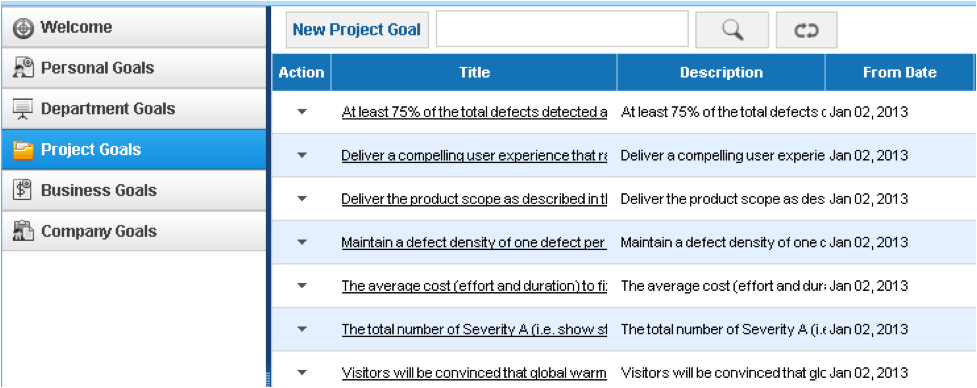 Welcome
Personal Goals
Department Goals
Project Goals
Business Goals
Company Goals
New Project Goal
Action Title Description From Date
At least 75% of the total defects detected a At least 75% of the total defects Jan 02, 2013
Deliver a compelling user experience that Deliver a compelling user experie Jan 02, 2013
Deliver the product scope as described in Deliver the product scope as des Jan 02, 2013
Maintain a defect density of one defect per Maintain a defect density of one Jan 02, 2013
The average cost (effort and duration) to The average cost (effort and Jan 02, 2013
The total number of Severity A (i.e. show The total number of Severity A Jan 02, 2013
Visitors will be convinced that global warm Visitors will be convinced that Jan 02, 2013